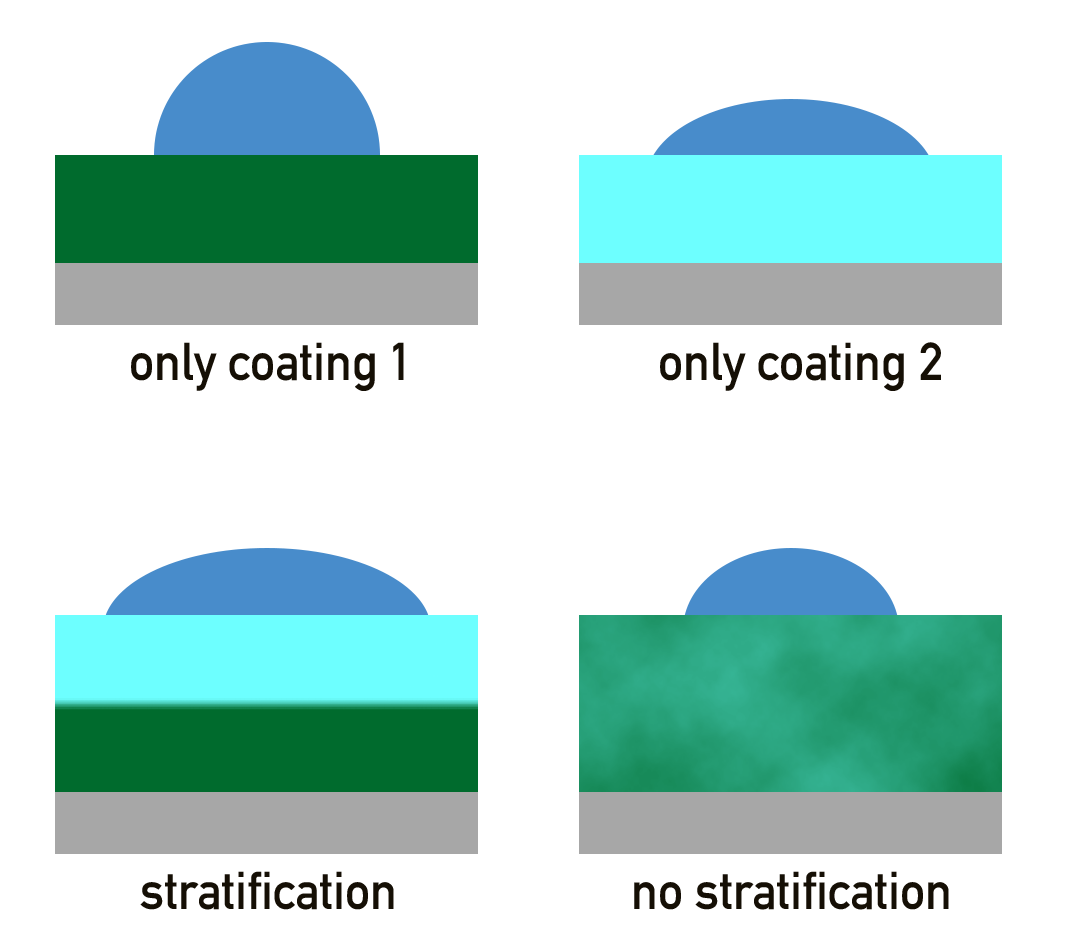 only coating 1
only coating 2
stratification
no stratification